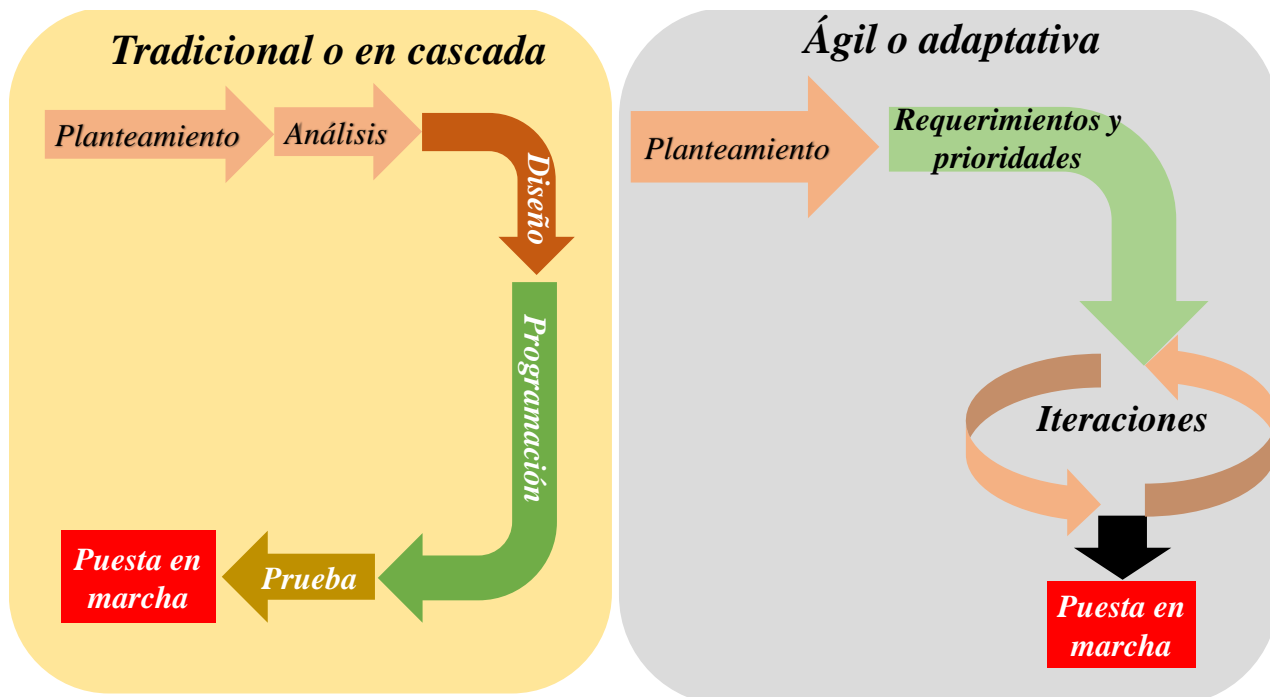 Tradicional o en cascada
Planteamiento
Análisis
Diseño
Programación
Prueba
Puesta en
marcha
Ágil o adaptativa
Planteamiento
Requerimientos y
prioridades
Iteraciones
Puesta en
marcha